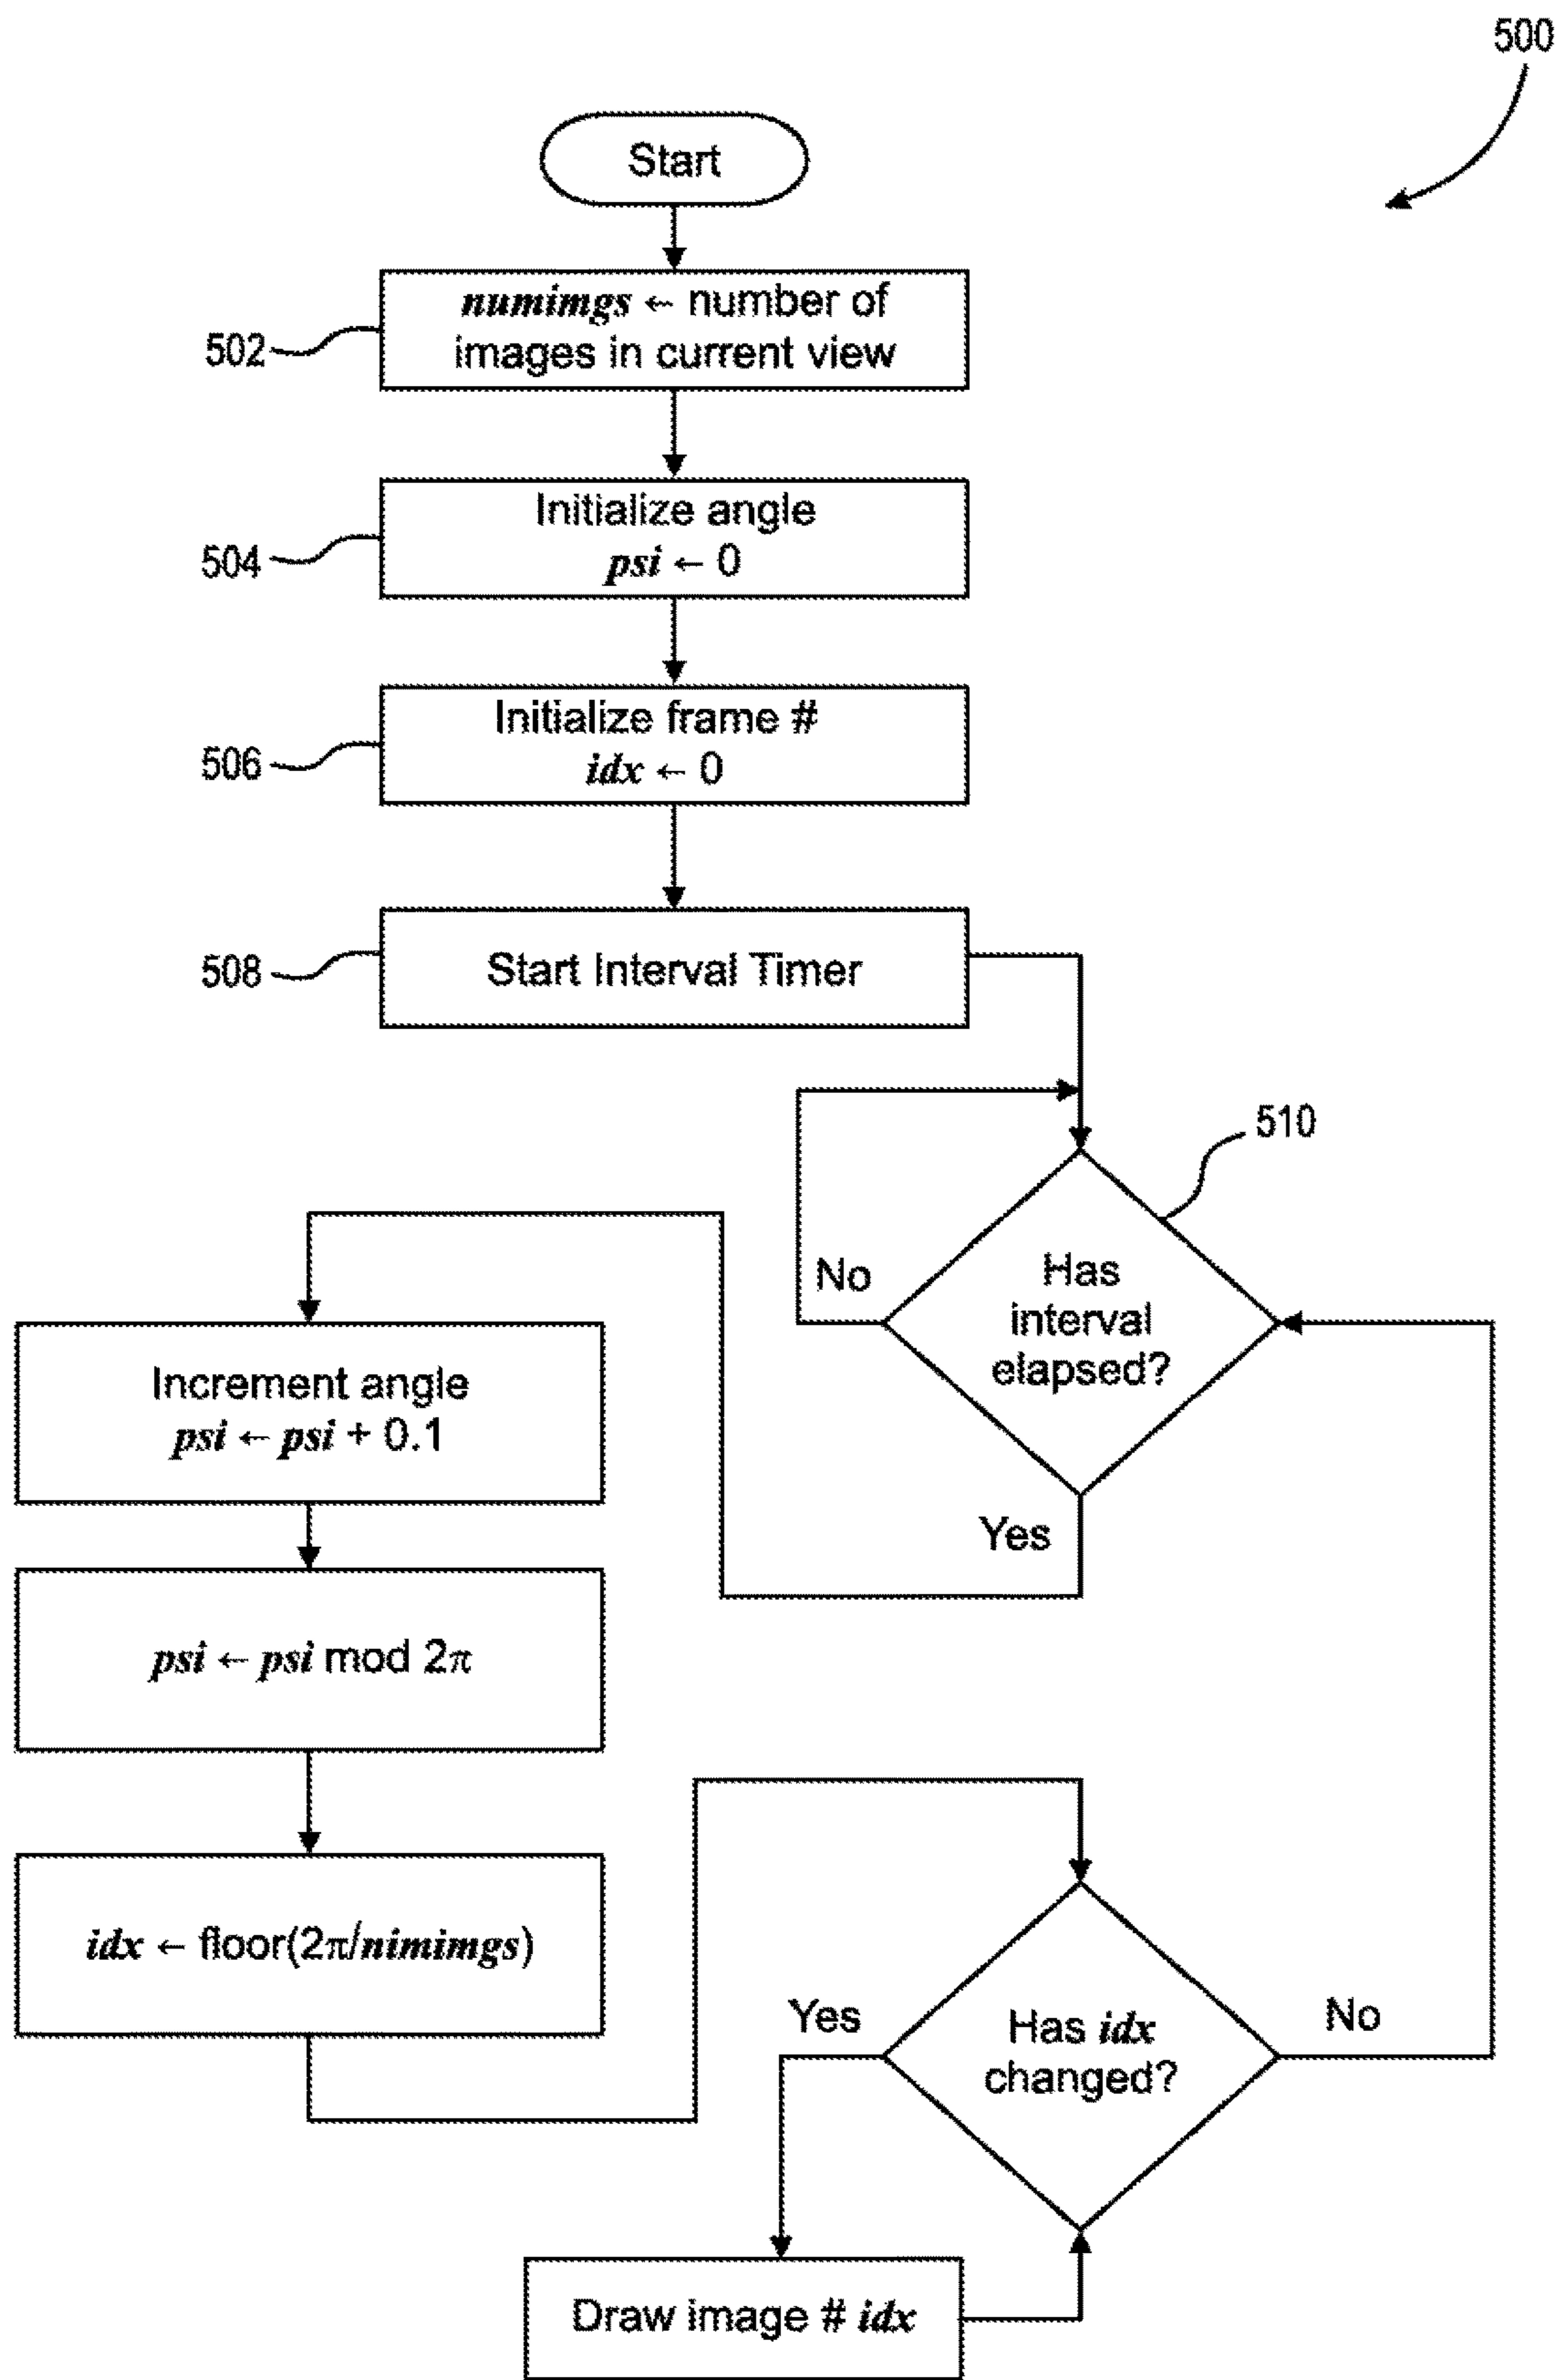 500
Start
numimgs ← number of
images in current view
502
Initialize angle
psi ← 0
504
Initialize frame #
idx ← 0
506
Start Interval Timer
508
510
Has
interval
elapsed?
No
Yes
Increment angle
psi ← psi + 0.1
psi ← psi mod 2π
idx ← floor(2π/nimimgs)
Has idx
changed?
Yes
No
Draw image # idx